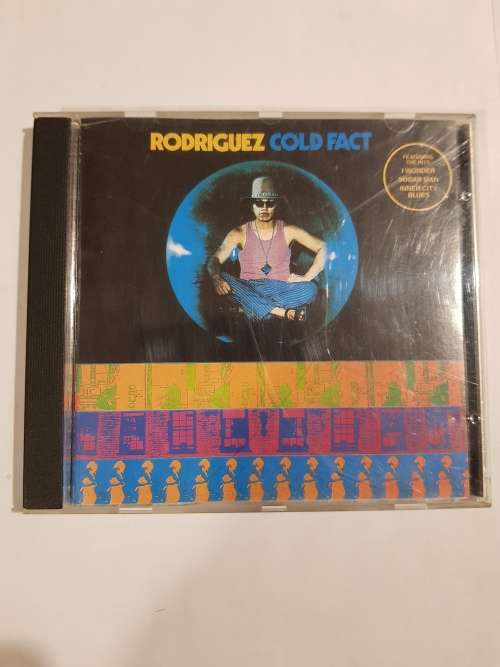 RODRIGUEZ COLD FACT
FEATURING
THE HITS
I WONDER
SUGAR MAN
INNER CITY
BLUES